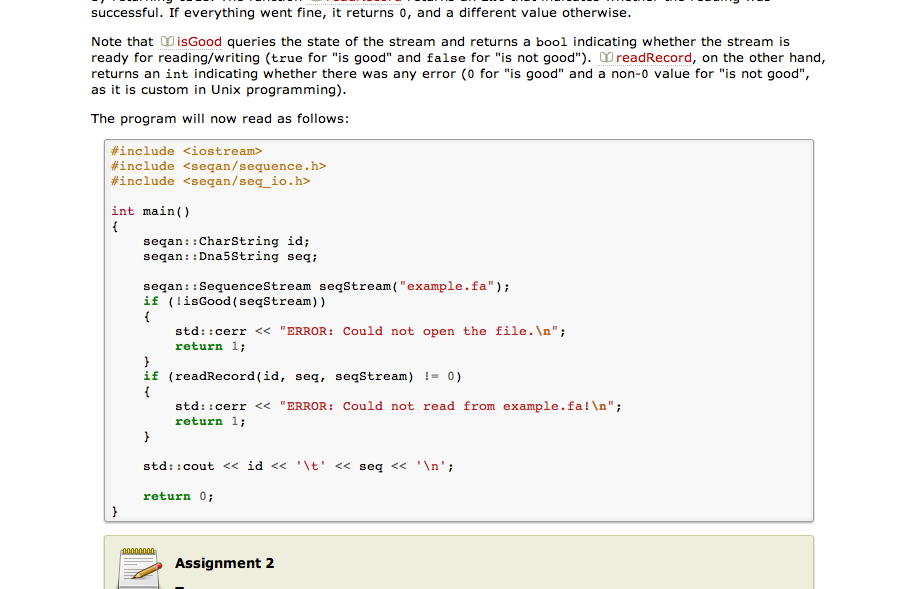 successful. If everything went fine, it returns 0, and a different value otherwise.
Note that isGood queries the state of the stream and returns a bool indicating whether the stream is
ready for reading/writing (true for "is good" and false for "is not good"). readRecord, on the other hand,
returns an int indicating whether there was any error (0 for "is good" and a non-0 value for "is not good",
as it is custom in Unix programming).
The program will now read as follows:
#include <iostream>
#include <seqan/sequence.h>
#include <seqan/seq_io.h>
int main()
{
    seqan::CharString id;
    seqan::Dna5String seq;
    seqan::SequenceStream seqStream("example.fa");
    if (!isGood(seqStream))
    {
        std::cerr << "ERROR: Could not open the file.\n";
        return 1;
    }
    if (readRecord(id, seq, seqStream) != 0)
    {
        std::cerr << "ERROR: Could not read from example.fa!\n";
        return 1;
    }
    std::cout << id << '\t' << seq << '\n';
    return 0;
}
Assignment 2